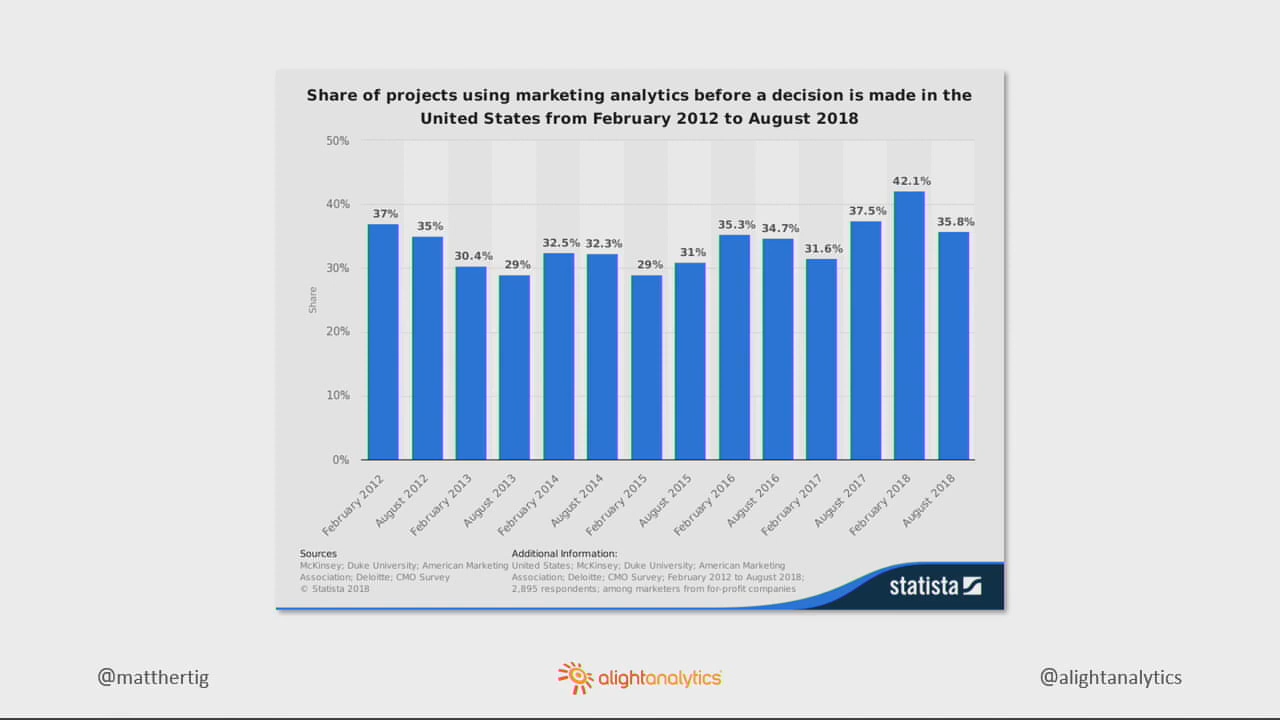 Share of projects using marketing analytics before a decision is made in the
United States from February 2012 to August 2018
50%
40%
30%
20%
10%
0%
Share
37%
35%
30.4%
29%
32.5%
32.3%
29%
31%
35.3%
34.7%
31.6%
37.5%
42.1%
35.8%
February 2012
August 2012
February 2013
August 2013
February 2014
August 2014
February 2015
August 2015
February 2016
August 2016
February 2017
August 2017
February 2018
August 2018
Sources
McKinsey; Duke University; American Marketing
Association; Deloitte; CMO Survey
© Statista 2018
Additional Information:
United States; McKinsey; Duke University; American Marketing
Association; Deloitte; CMO Survey; February 2012 to August 2018;
2,895 respondents; among marketers from for-profit companies
statista
@matthertig
alightanalytics
@alightanalytics